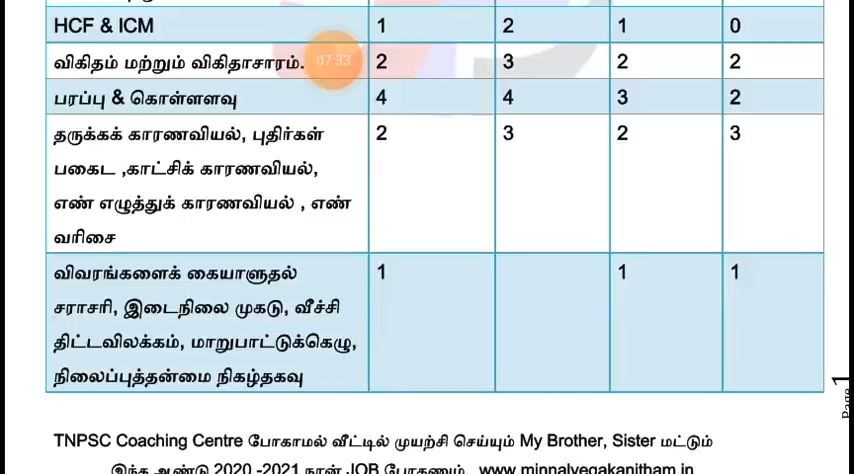 HCF & ICM 1 2 1 0
விகிதம் மற்றும் விகிதாசாரம். 07:33 2 3 2 2
பரப்பு & கொள்ளளவு 4 4 3 2
தருக்கக் காரணவியல், புதிர்கள் 2 3 2 3
பகைட ,காட்சிக் காரணவியல்,
எண் எழுத்துக் காரணவியல் , எண்
வரிசை
விவரங்களைக் கையாளுதல் 1 1 1
சராசரி, இடைநிலை முகடு, வீச்சி
திட்டவிலக்கம், மாறுபாட்டுக்கெழு,
நிலைப்புத்தன்மை நிகழ்தகவு
Page 1
TNPSC Coaching Centre போகாமல் வீட்டில் முயற்சி செய்யும் My Brother, Sister மட்டும்
இந்த ஆண்டு 2020 -2021 நான் JOB போகணும். www.minnalvegakanitham.in